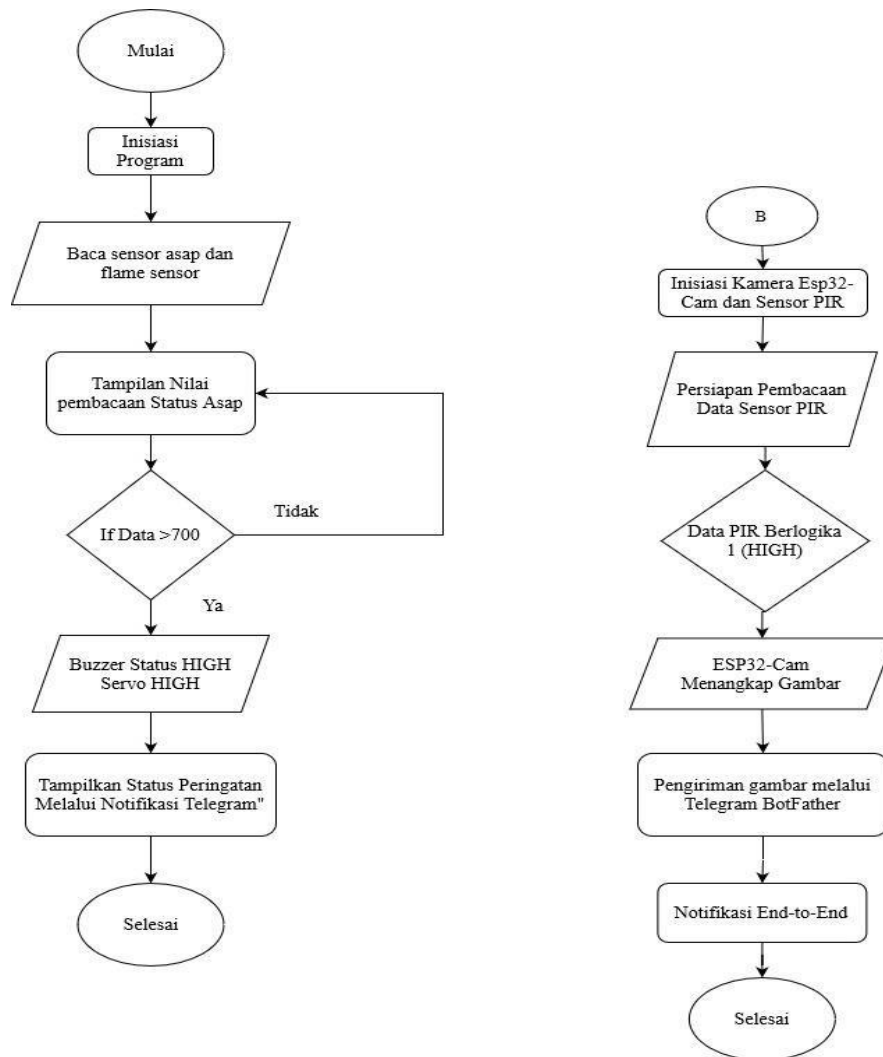 Mulai
Inisiasi
Program
Baca sensor asap dan
flame sensor
Tampilan Nilai
pembacaan Status Asap
If Data >700
Tidak
Ya
Buzzer Status HIGH
Servo HIGH
Tampilkan Status Peringatan
Melalui Notifikasi Telegram"
Selesai
B
Inisiasi Kamera Esp32-
Cam dan Sensor PIR
Persiapan Pembacaan
Data Sensor PIR
Data PIR Berlogika
1 (HIGH)
ESP32-Cam
Menangkap Gambar
Pengiriman gambar melalui
Telegram BotFather
Notifikasi End-to-End
Selesai